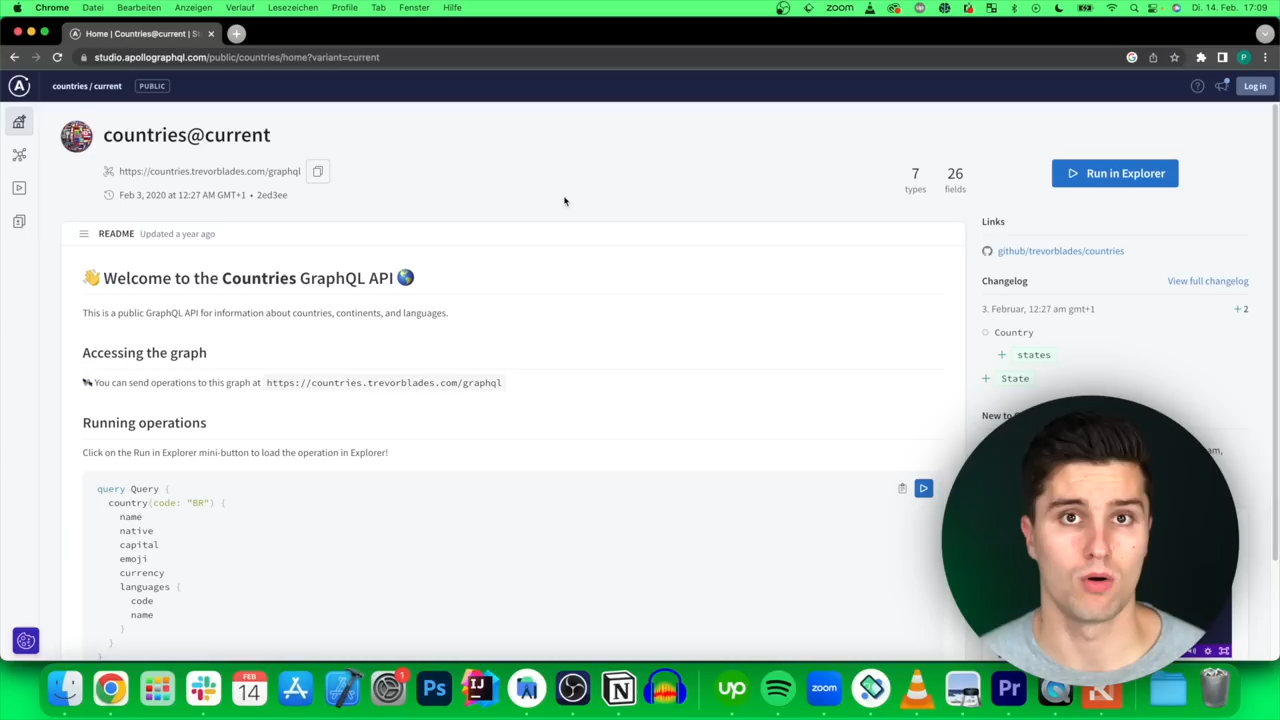 Chrome Datei Bearbeiten Anzeigen Verlauf Lesezeichen Profile Tab Fenster Hilfe zoom Di. 14. Feb. 17:09
Home | Countries@current | St
studio.apollographql.com/public/countries/home?variant=current P
countries / current PUBLIC Log in
countries@current
https://countries.trevorblades.com/graphql
Feb 3, 2020 at 12:27 AM GMT+1 • 2ed3ee
7 26
types fields
Run in Explorer
README Updated a year ago
👋 Welcome to the Countries GraphQL API 🌎
This is a public GraphQL API for information about countries, continents, and languages.
Accessing the graph
You can send operations to this graph at https://countries.trevorblades.com/graphql
Running operations
Click on the Run in Explorer mini-button to load the operation in Explorer!
query Query {
country(code: "BR") {
name
native
capital
emoji
currency
languages {
code
name
}
}
}
Links
github/trevorblades/countries
Changelog View full changelog
3. Februar, 12:27 am gmt+1 + 2
Country
+ states
+ State
New to
FEB
14
1
Ps
up
zoom
Pr